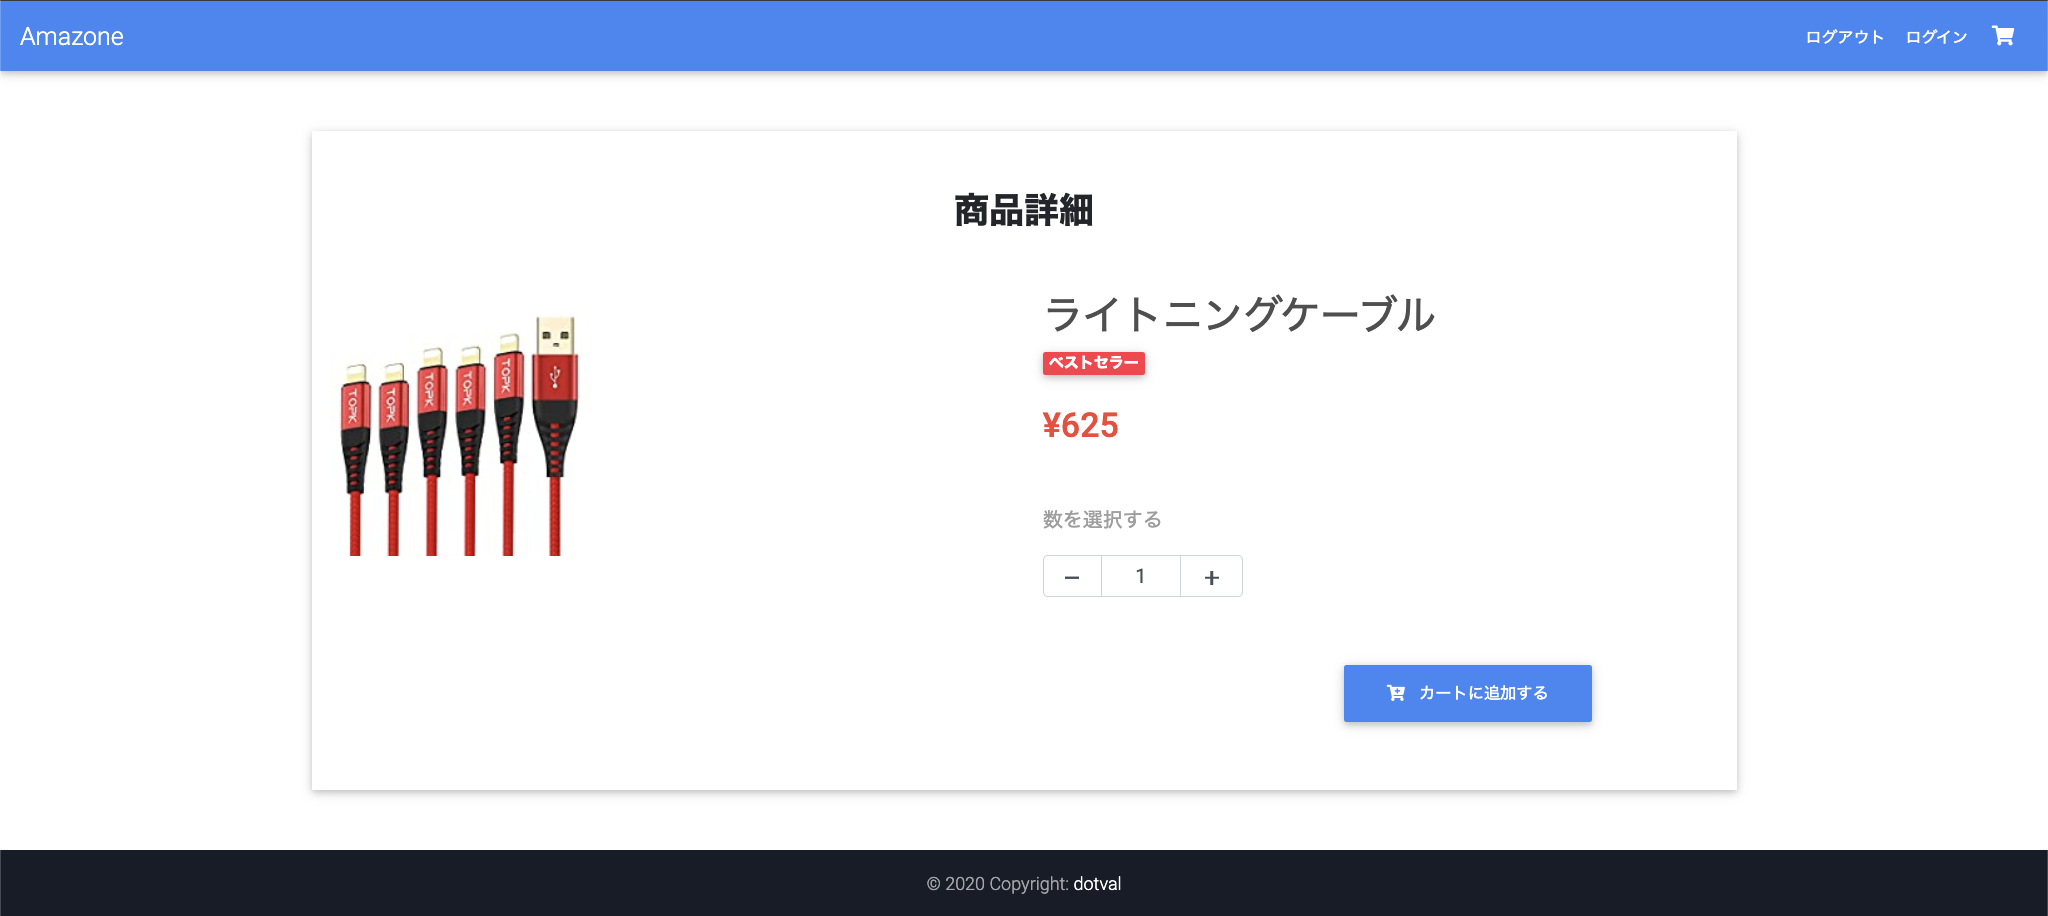 Amazone
ログアウト ログイン
商品詳細
ライトニングケーブル
ベストセラー
¥625
TOPK TOPK TOPK TOPK TOPK
数を選択する
− 1 +
カートに追加する
© 2020 Copyright: dotval